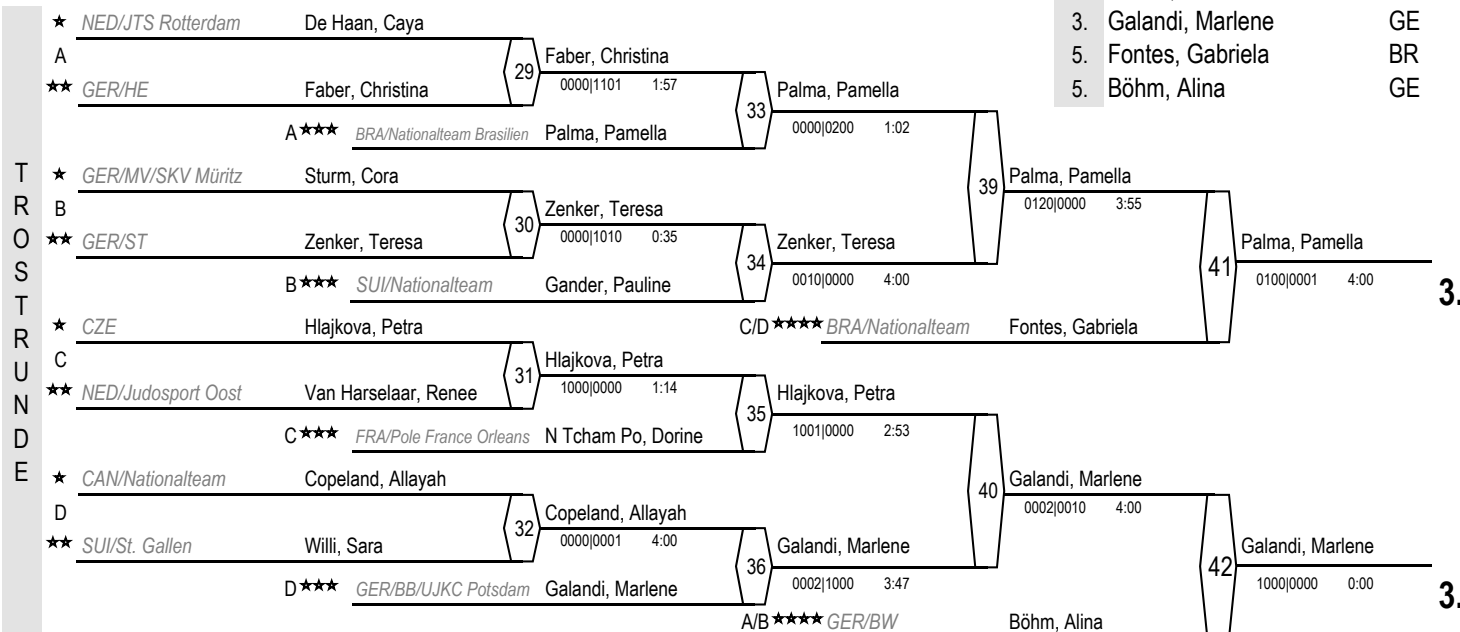 ★ NED/JTS Rotterdam De Haan, Caya
3. Galandi, Marlene GE
A
29 Faber, Christina
5. Fontes, Gabriela BR
★★ GER/HE Faber, Christina
0000|1101 1:57
33 Palma, Pamella
5. Böhm, Alina GE
A★★★ BRA/Nationalteam Brasilien Palma, Pamella
0000|0200 1:02
TROSTRUNDE
★ GER/MV/SKV Müritz Sturm, Cora
39 Palma, Pamella
0120|0000 3:55
B
30 Zenker, Teresa
★★ GER/ST Zenker, Teresa
0000|1010 0:35
34 Zenker, Teresa
41 Palma, Pamella
B★★★ SUI/Nationalteam Gander, Pauline
0010|0000 4:00
0100|0001 4:00
3.
★ CZE Hlajkova, Petra
C/D★★★★ BRA/Nationalteam Fontes, Gabriela
C
31 Hlajkova, Petra
★★ NED/Judosport Oost Van Harselaar, Renee
1000|0000 1:14
35 Hlajkova, Petra
C★★★ FRA/Pole France Orleans N Tcham Po, Dorine
1001|0000 2:53
★ CAN/Nationalteam Copeland, Allayah
40 Galandi, Marlene
0002|0010 4:00
D
32 Copeland, Allayah
★★ SUI/St. Gallen Willi, Sara
0000|0001 4:00
36 Galandi, Marlene
42 Galandi, Marlene
D★★★ GER/BB/UJKC Potsdam Galandi, Marlene
0002|1000 3:47
1000|0000 0:00
3.
A/B★★★★ GER/BW Böhm, Alina